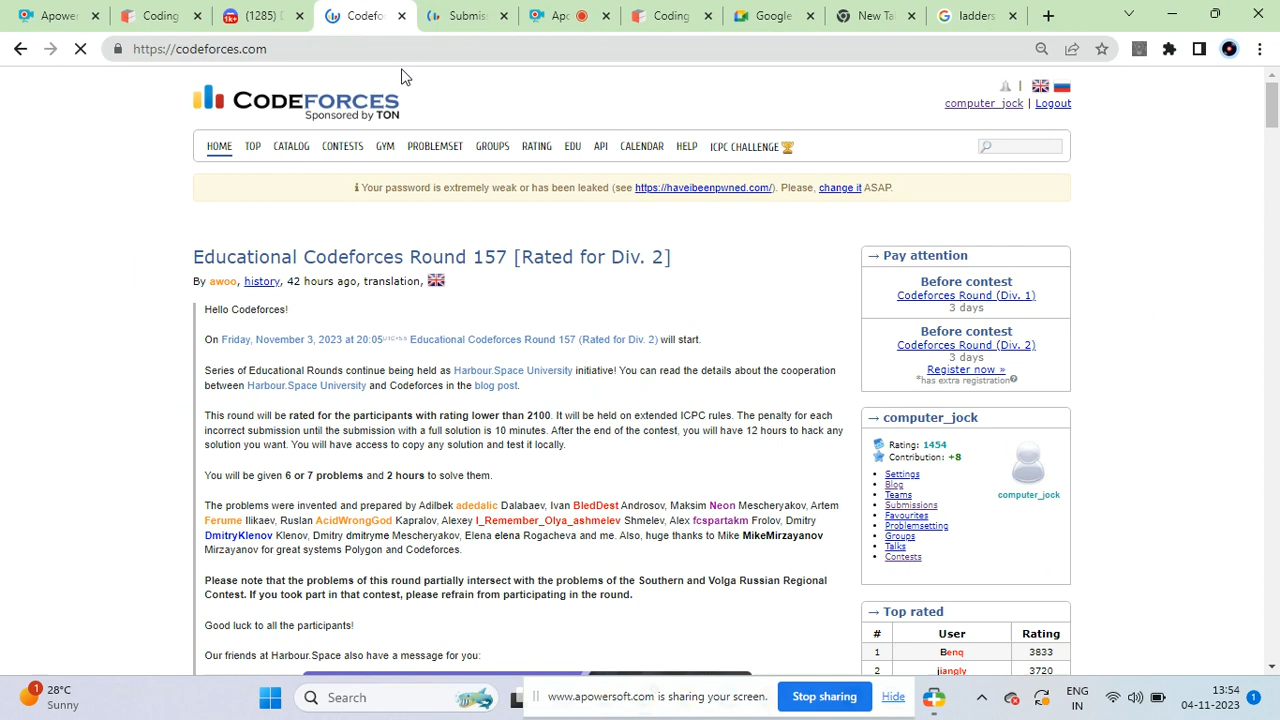 Apower
Coding
(1285) D
Codefo
Submis
Apo
Coding
Google
New Ta
ladders
https://codeforces.com
CODEFORCES
Sponsored by TON
computer_jock | Logout
HOME TOP CATALOG CONTESTS GYM PROBLEMSET GROUPS RATING EDU API CALENDAR HELP ICPC CHALLENGE
Your password is extremely weak or has been leaked (see https://haveibeenpwned.com/). Please, change it ASAP.
Educational Codeforces Round 157 [Rated for Div. 2]
By awoo, history, 42 hours ago, translation,
Hello Codeforces!
On Friday, November 3, 2023 at 20:05UTC+5.5 Educational Codeforces Round 157 (Rated for Div. 2) will start.
Series of Educational Rounds continue being held as Harbour.Space University initiative! You can read the details about the cooperation
between Harbour.Space University and Codeforces in the blog post.
This round will be rated for the participants with rating lower than 2100. It will be held on extended ICPC rules. The penalty for each
incorrect submission until the submission with a full solution is 10 minutes. After the end of the contest, you will have 12 hours to hack any
solution you want. You will have access to copy any solution and test it locally.
You will be given 6 or 7 problems and 2 hours to solve them.
The problems were invented and prepared by Adilbek adedalic Dalabaev, Ivan BledDest Androsov, Maksim Neon Mescheryakov, Artem
Ferume Ilikaev, Ruslan AcidWrongGod Kapralov, Alexey I_Remember_Olya_ashmelev Shmelev, Alex fcspartakm Frolov, Dmitry
DmitryKlenov Klenov, Dmitry dmitryme Mescheryakov, Elena elena Rogacheva and me. Also, huge thanks to Mike MikeMirzayanov
Mirzayanov for great systems Polygon and Codeforces.
Please note that the problems of this round partially intersect with the problems of the Southern and Volga Russian Regional
Contest. If you took part in that contest, please refrain from participating in the round.
Good luck to all the participants!
Our friends at Harbour.Space also have a message for you:
→ Pay attention
Before contest
Codeforces Round (Div. 1)
3 days
Before contest
Codeforces Round (Div. 2)
3 days
Register now »
*has extra registration
→ computer_jock
Rating: 1454
Contribution: +8
Settings
Blog
Teams
Submissions
Favourites
Problemsetting
Groups
Talks
Contests
computer_jock
→ Top rated
# User Rating
1 Benq 3833
2 jiangly 3720
1
28°C
Sunny
Search
www.apowersoft.com is sharing your screen.
Stop sharing
Hide
ENG
IN
13:54
04-11-2023
1